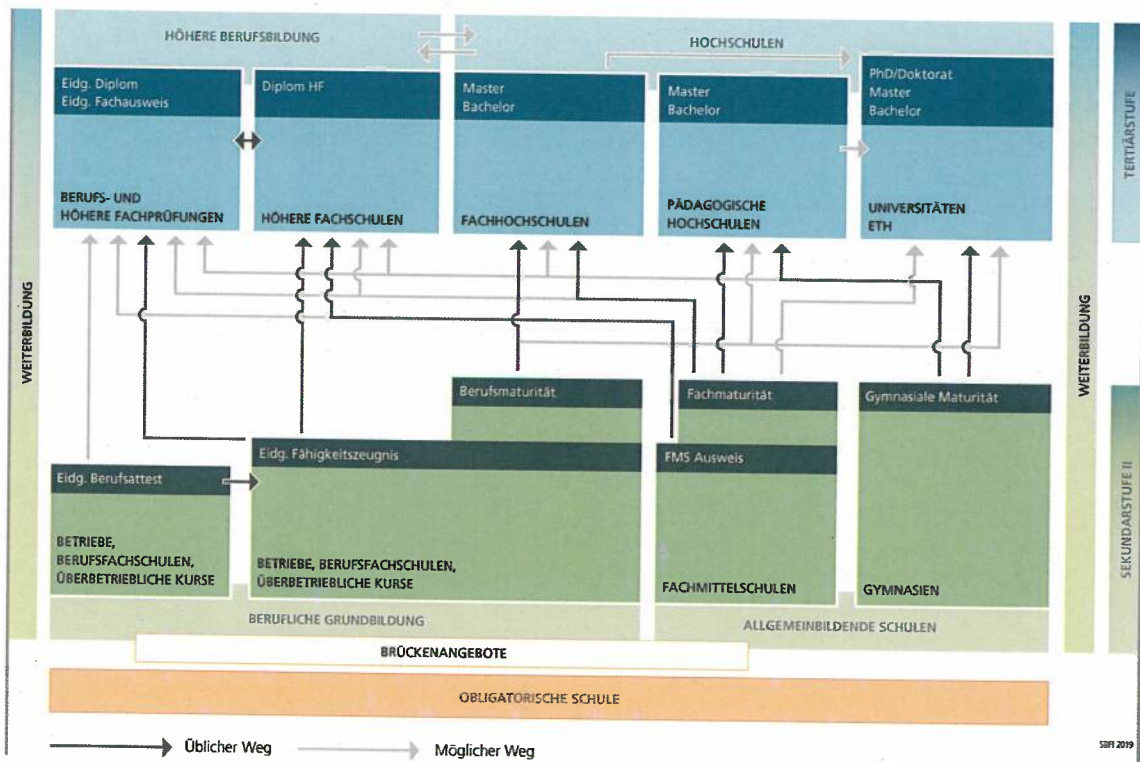 HÖHERE BERUFSBILDUNG
HOCHSCHULEN
Eidg. Diplom
Eidg. Fachausweis
BERUFS- UND
HÖHERE FACHPRÜFUNGEN
Diplom HF
HÖHERE FACHSCHULEN
Master
Bachelor
FACHHOCHSCHULEN
Master
Bachelor
PÄDAGOGISCHE
HOCHSCHULEN
PhD/Doktorat
Master
Bachelor
UNIVERSITÄTEN
ETH
WEITERBILDUNG
WEITERBILDUNG
TERTIÄRSTUFE
SEKUNDARSTUFE II
Berufsmaturität
Fachmaturität
Gymnasiale Maturität
Eidg. Berufsattest
BETRIEBE,
BERUFSFACHSCHULEN,
ÜBERBETRIEBLICHE KURSE
Eidg. Fähigkeitszeugnis
BETRIEBE, BERUFSFACHSCHULEN,
ÜBERBETRIEBLICHE KURSE
FMS Ausweis
FACHMITTELSCHULEN
GYMNASIEN
BERUFLICHE GRUNDBILDUNG
ALLGEMEINBILDENDE SCHULEN
BRÜCKENANGEBOTE
OBLIGATORISCHE SCHULE
Üblicher Weg
Möglicher Weg
SBFI 2019